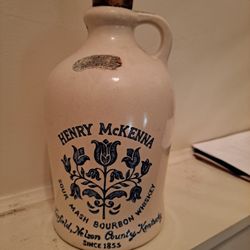 HENRY McKENNA
SOUR MASH BOURBON WHISKEY
Nelson County, Kentucky
SINCE 1855